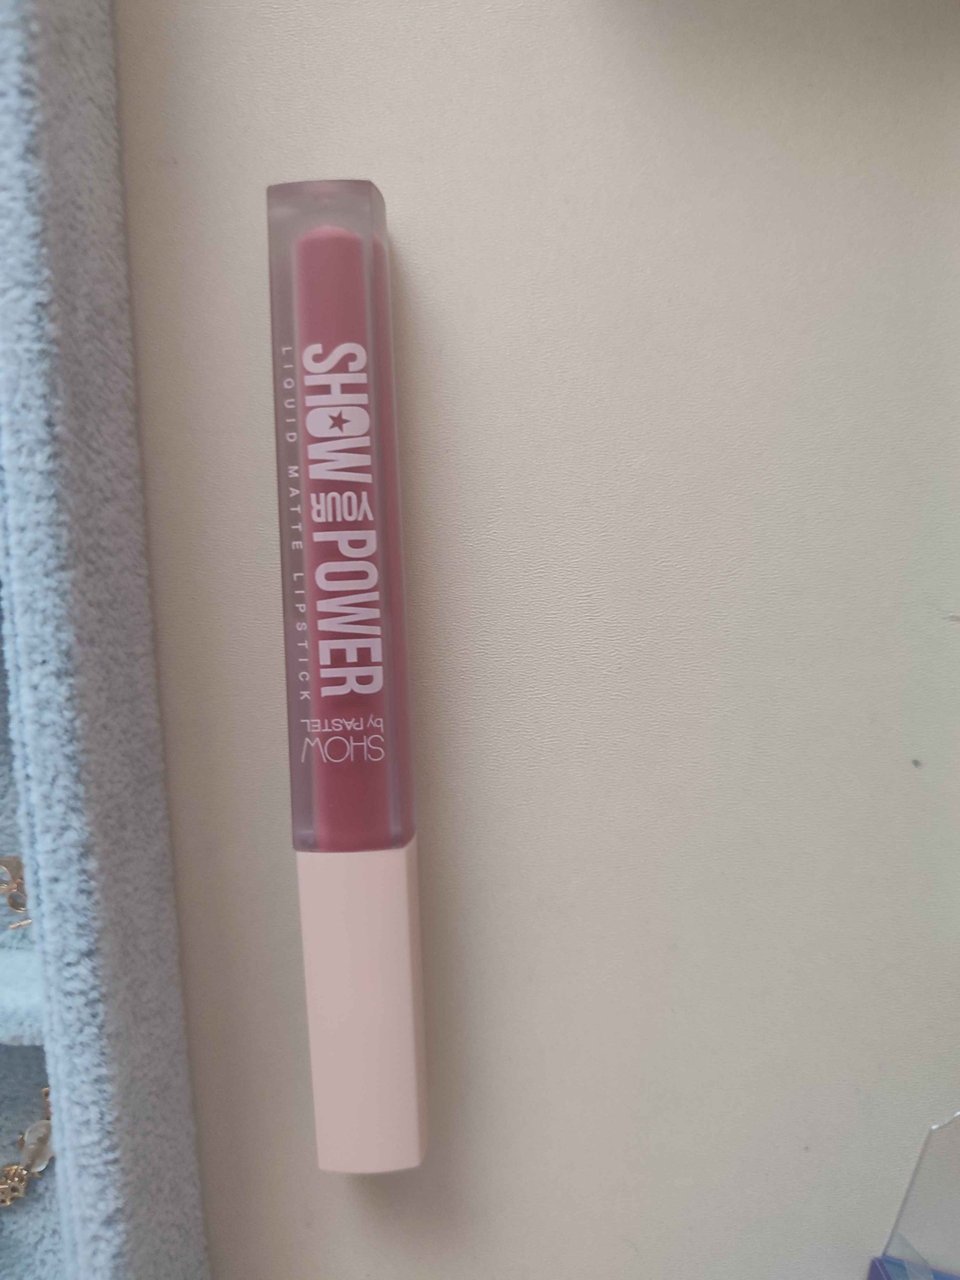 SHOW YOUR POWER
LIQUID MATTE LIPSTICK
SHOW
by PASTEL